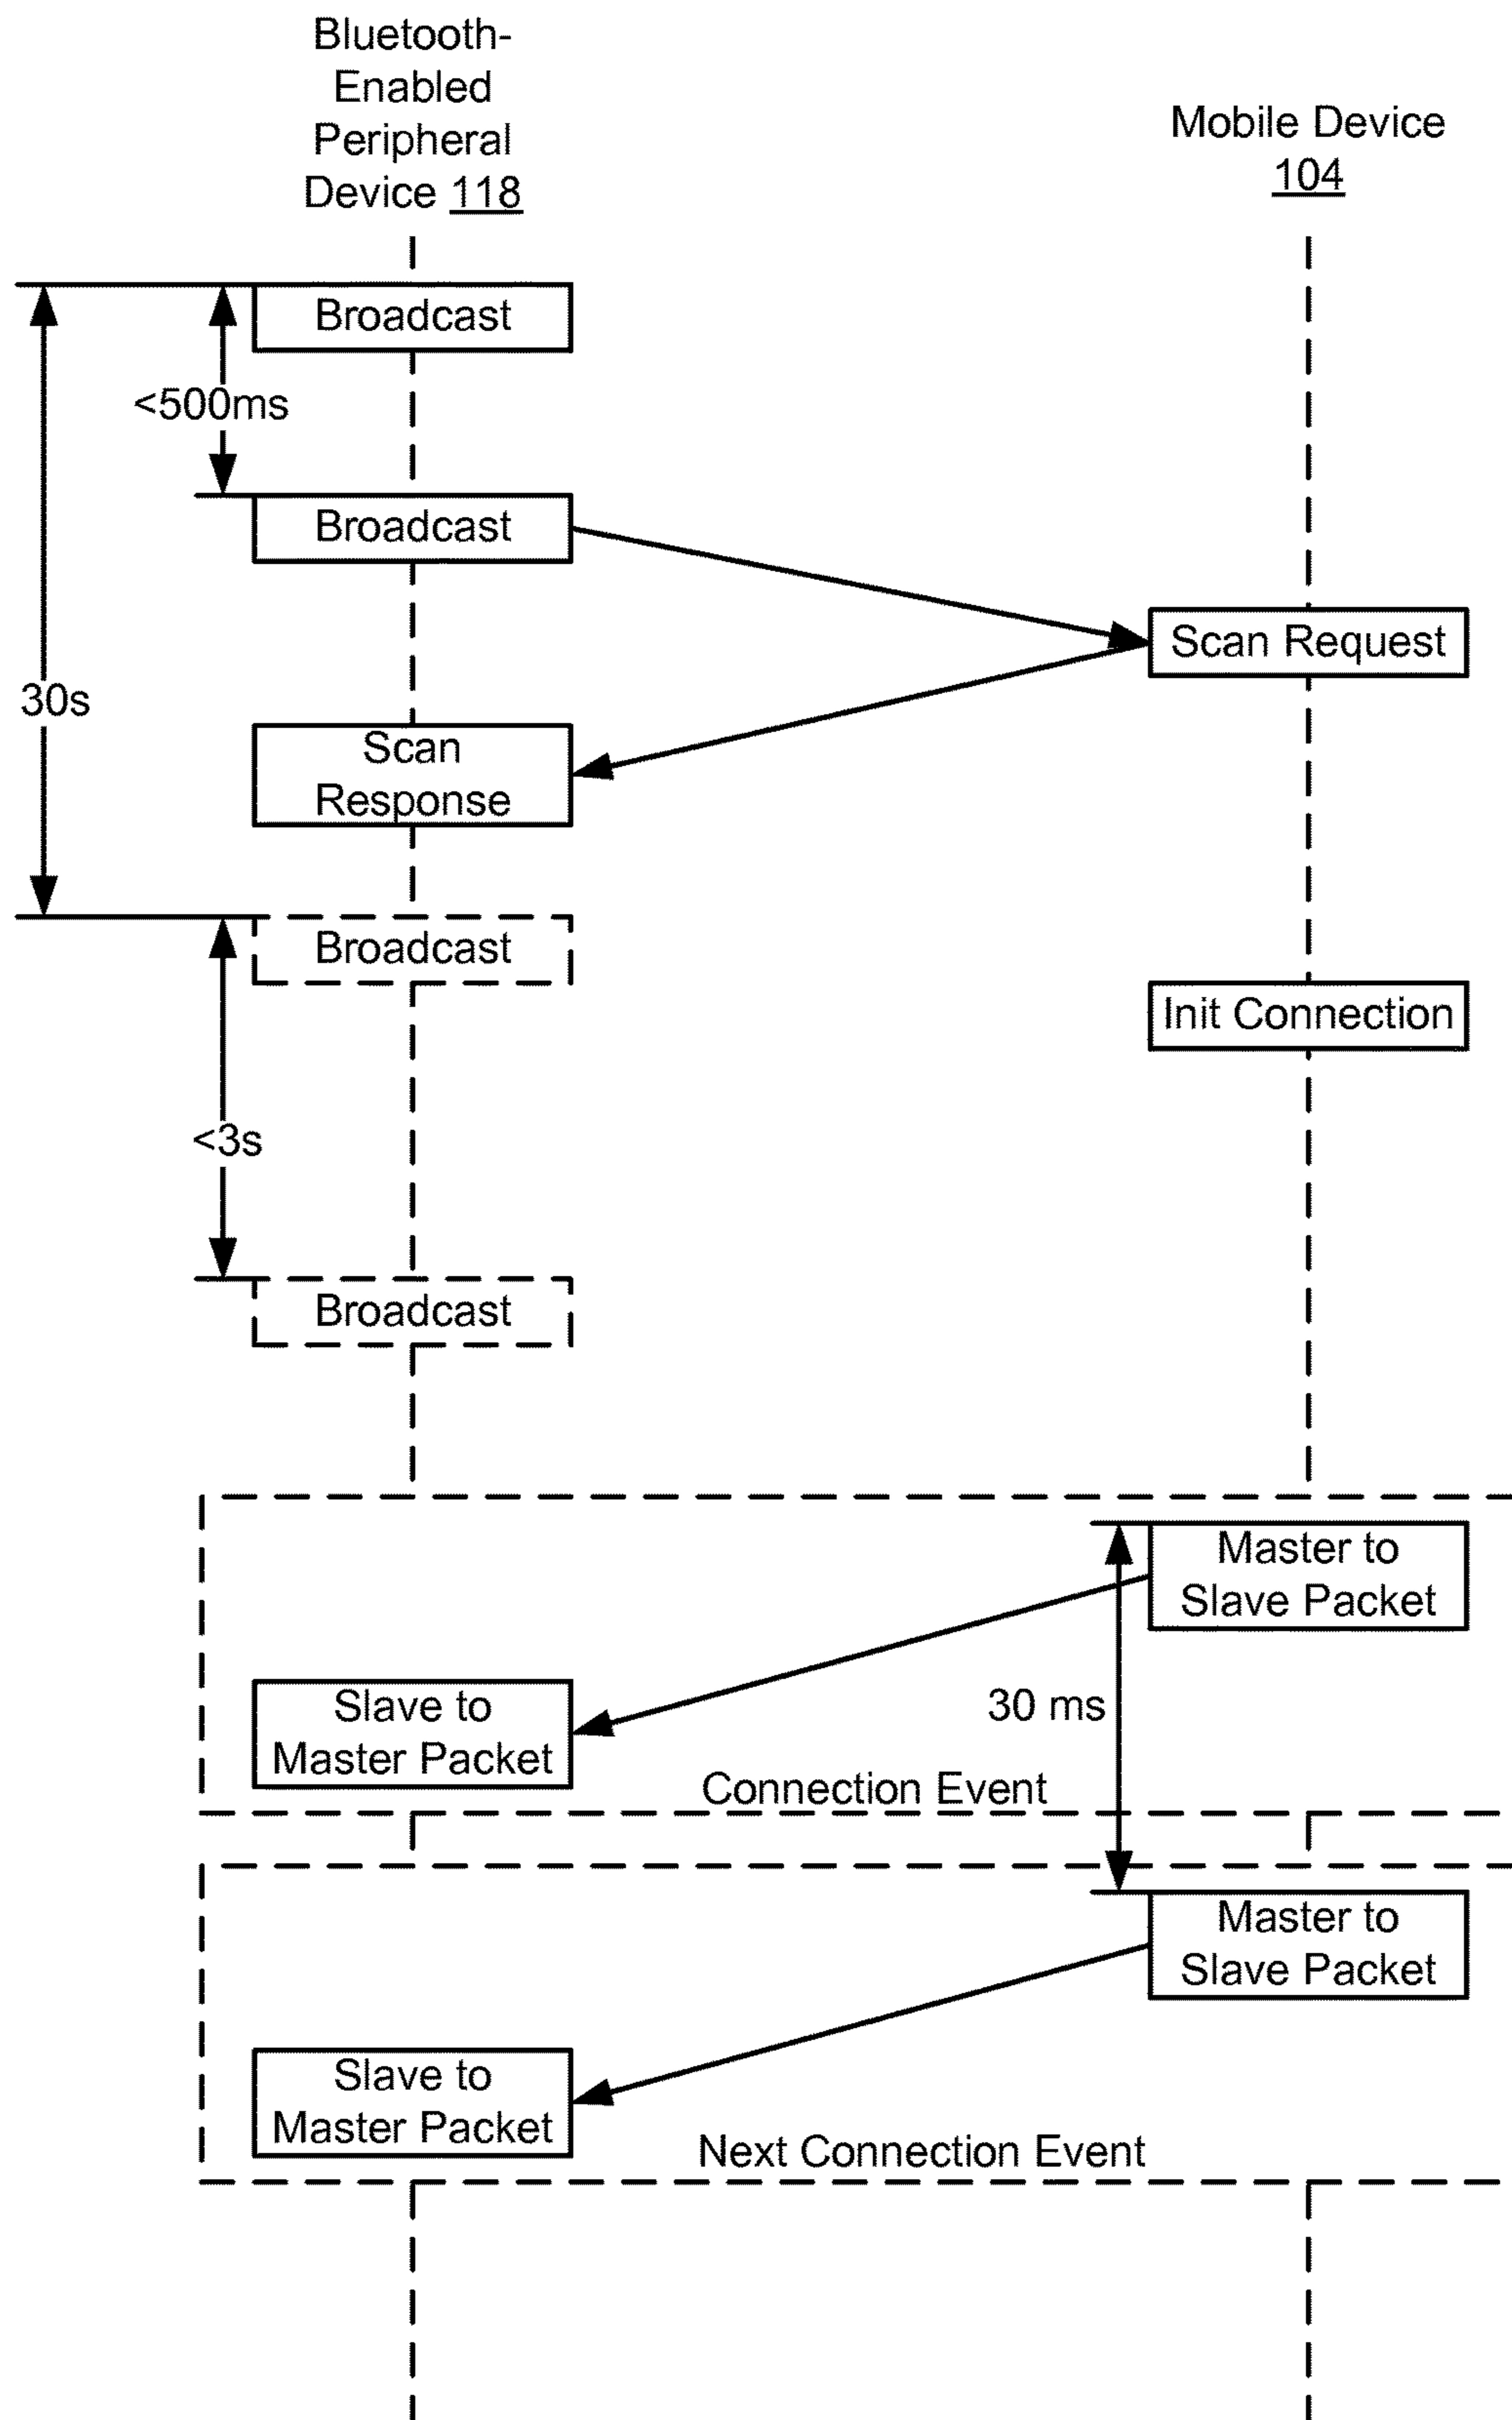 Bluetooth-
Enabled
Peripheral
Device 118
Mobile Device
104
Broadcast
<500ms
Broadcast
Scan Request
30s
Scan
Response
Broadcast
Init Connection
<3s
Broadcast
Master to
Slave Packet
Slave to
Master Packet
30 ms
Connection Event
Master to
Slave Packet
Slave to
Master Packet
Next Connection Event